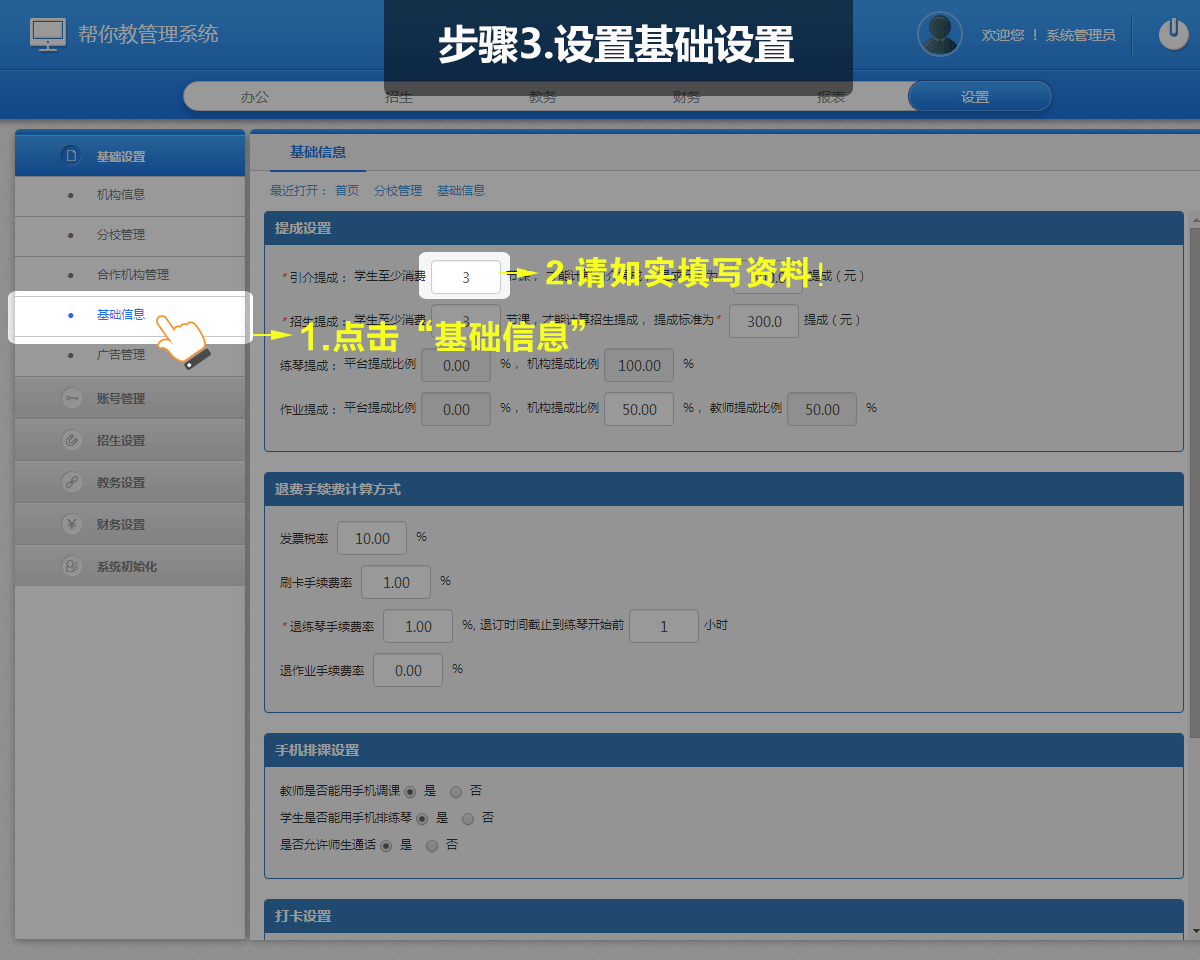 帮你教管理系统
步骤3.设置基础设置
欢迎您 ！ 系统管理员
办公 招生 教务 财务 报表 设置
基础设置
机构信息
分校管理
合作机构管理
基础信息
广告管理
账号管理
招生设置
教务设置
财务设置
系统初始化
基础信息
最近打开： 首页 分校管理 基础信息
提成设置
*引介提成： 学生至少消费 3 提成 ( 元 )
2.请如实填写资料！
*招生提成： 学生至少消费 3 节课，才能计算招生提成， 提成标准为* 300.0 提成 ( 元 )
1.点击“基础信息”
练琴提成： 平台提成比例 0.00 %， 机构提成比例 100.00 %
作业提成： 平台提成比例 0.00 %， 机构提成比例 50.00 %， 教师提成比例 50.00 %
退费手续费计算方式
发票税率 10.00 %
刷卡手续费率 1.00 %
*退练琴手续费率 1.00 %, 退订时间截止到练琴开始前 1 小时
退作业手续费率 0.00 %
手机排课设置
教师是否能用手机调课 是 否
学生是否能用手机排练琴 是 否
是否允许师生通话 是 否
打卡设置